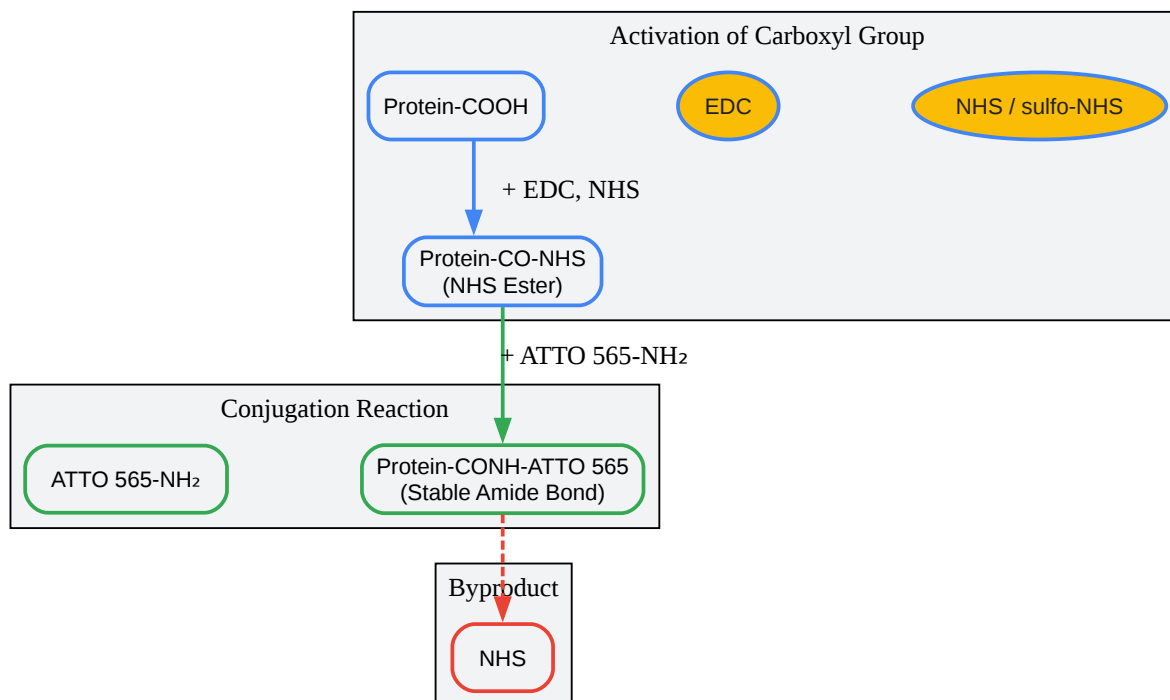 Activation of Carboxyl Group
Protein-COOH
EDC
NHS / sulfo-NHS
+ EDC, NHS
Protein-CO-NHS
(NHS Ester)
+ ATTO 565-NH₂
Conjugation Reaction
ATTO 565-NH₂
Protein-CONH-ATTO 565
(Stable Amide Bond)
Byproduct
NHS